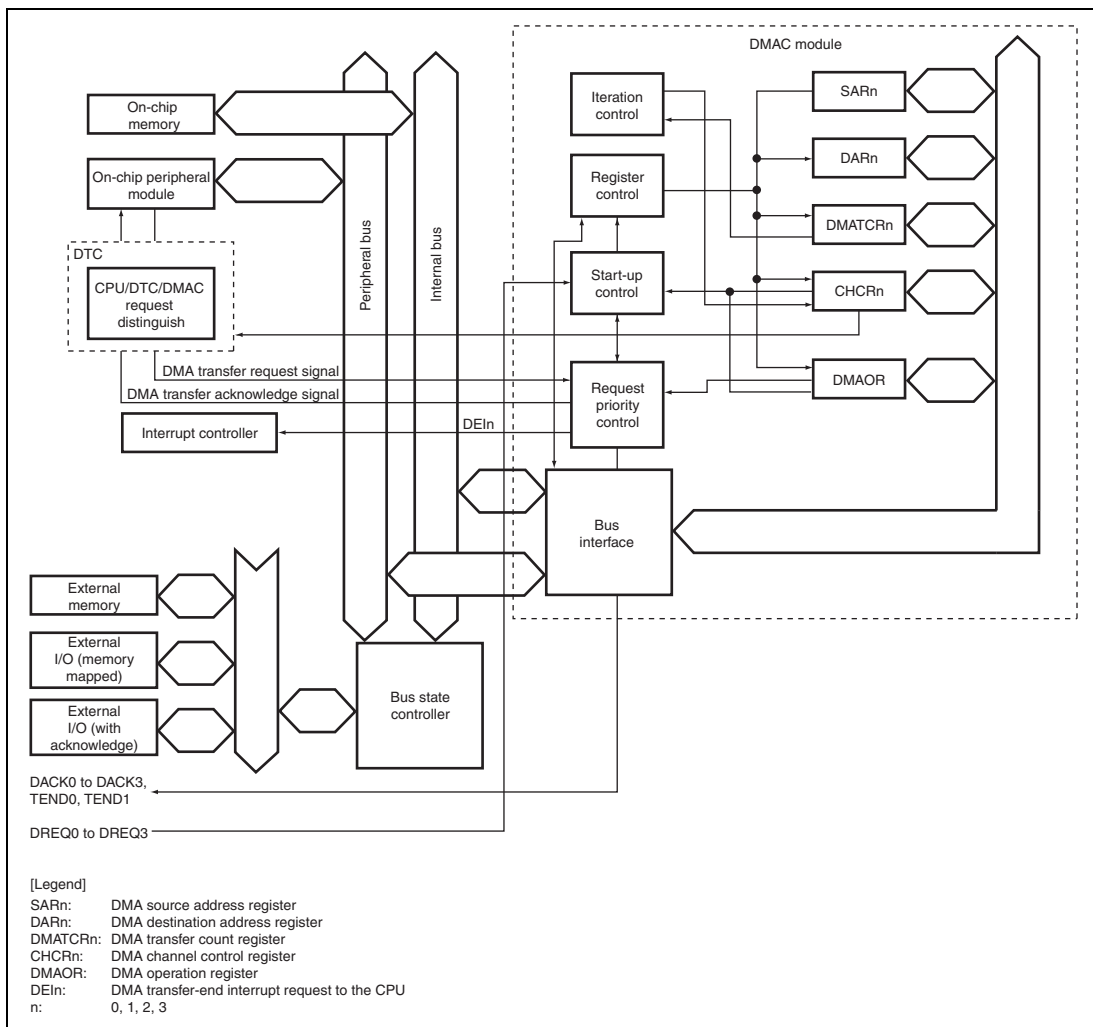 DMAC module
On-chip
memory
On-chip peripheral
module
DTC
CPU/DTC/DMAC
request
distinguish
Peripheral bus
Internal bus
Iteration
control
Register
control
Start-up
control
Request
priority
control
SARn
DARn
DMATCRn
CHCRn
DMAOR
DMA transfer request signal
DMA transfer acknowledge signal
DEIn
Interrupt controller
Bus
interface
External
memory
External
I/O (memory
mapped)
External
I/O (with
acknowledge)
Bus state
controller
DACK0 to DACK3,
TEND0, TEND1
DREQ0 to DREQ3
[Legend]
SARn: DMA source address register
DARn: DMA destination address register
DMATCRn: DMA transfer count register
CHCRn: DMA channel control register
DMAOR: DMA operation register
DEIn: DMA transfer-end interrupt request to the CPU
n: 0, 1, 2, 3